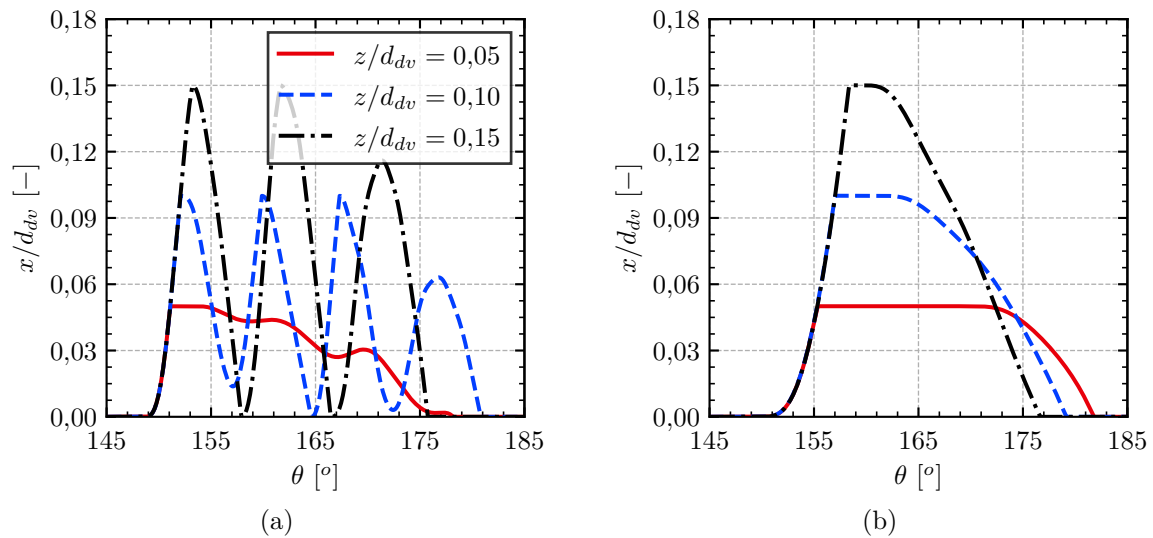 0,18
0,15
0,12
0,09
0,06
0,03
0,00
x/d_{dv} [−]
z/d_{dv} = 0,05
z/d_{dv} = 0,10
z/d_{dv} = 0,15
145 155 165 175 185
θ [°]
(a)
0,18
0,15
0,12
0,09
0,06
0,03
0,00
x/d_{dv} [−]
145 155 165 175 185
θ [°]
(b)